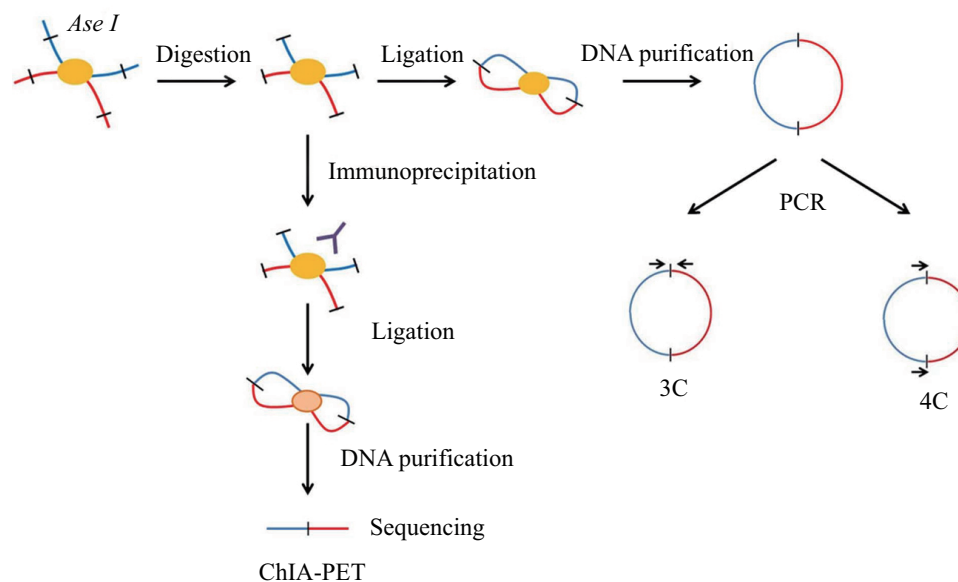 Ase I
Digestion
Ligation
DNA purification
Immunoprecipitation
PCR
Ligation
3C
4C
DNA purification
Sequencing
ChIA-PET